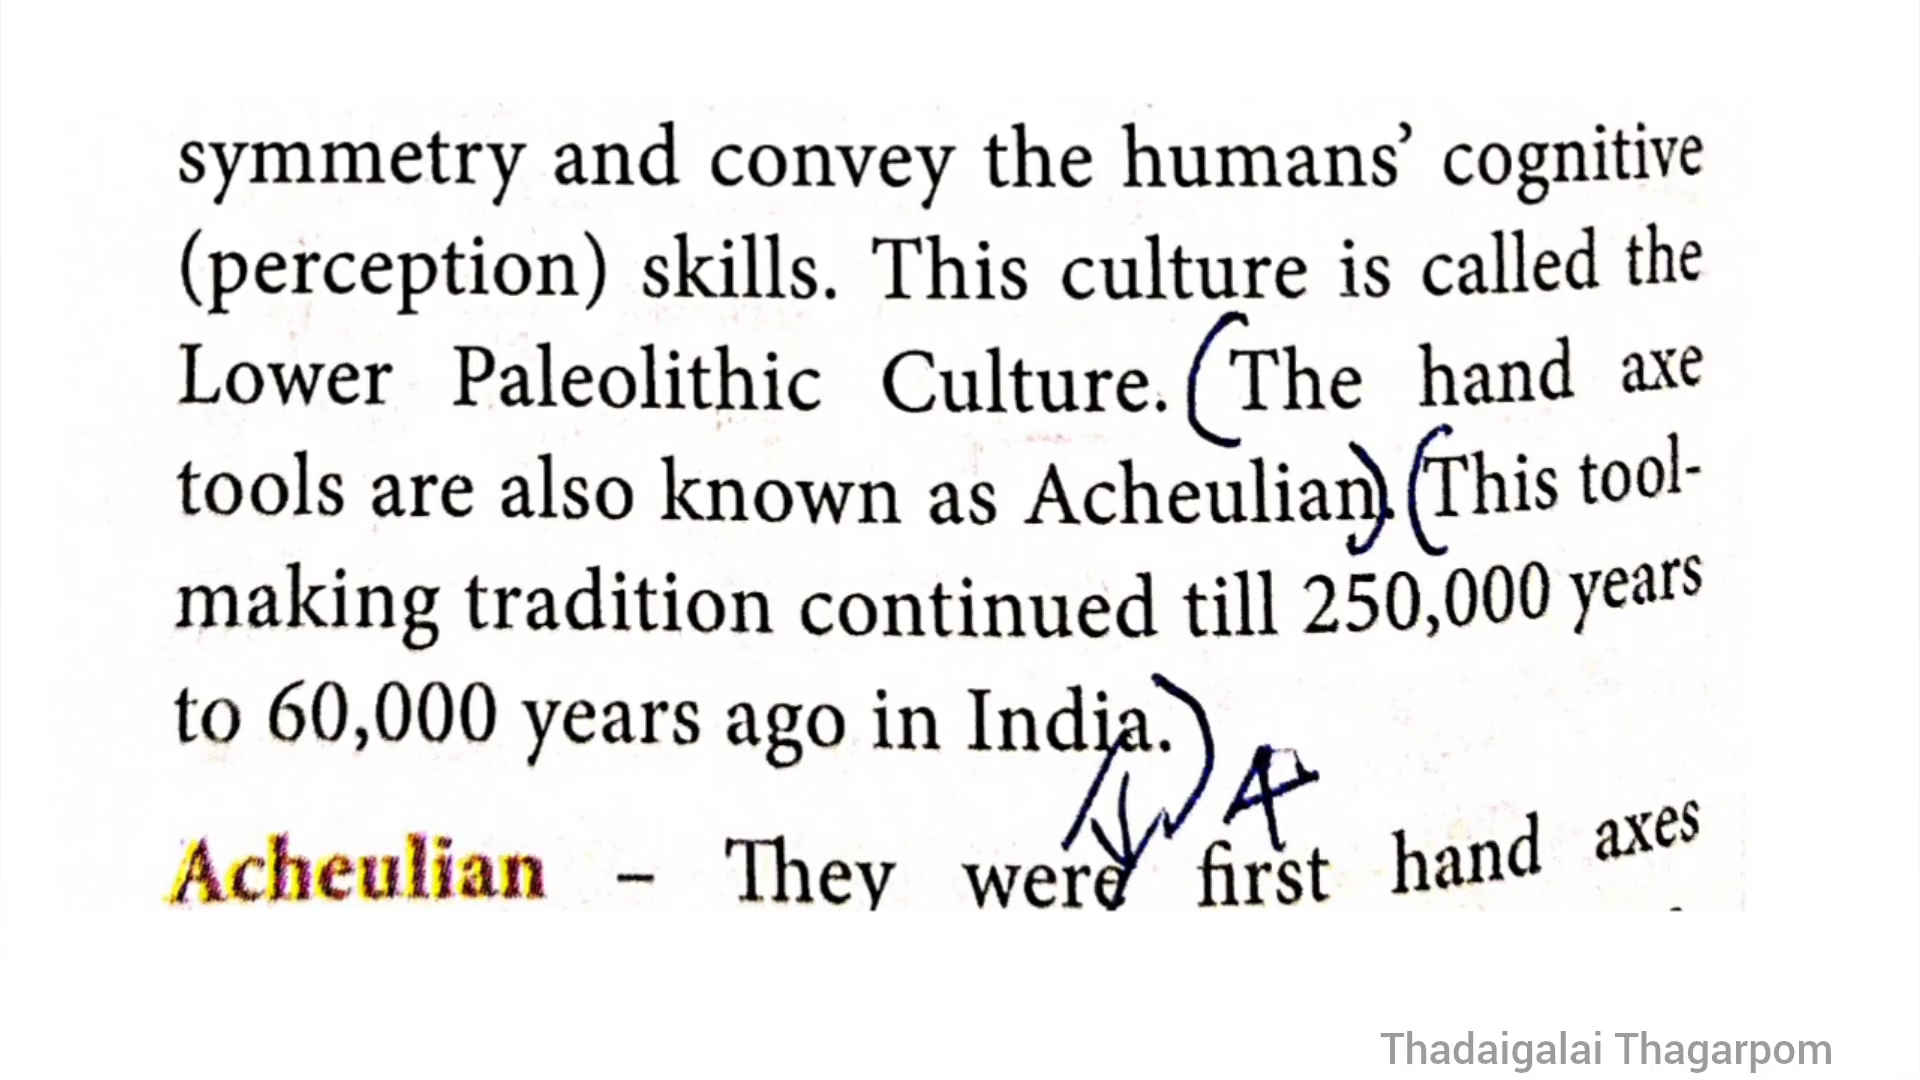 symmetry and convey the humans’ cognitive
(perception) skills. This culture is called the
Lower Paleolithic Culture. (The hand axe
tools are also known as Acheulian). (This tool-
making tradition continued till 250,000 years
to 60,000 years ago in India.)
Acheulian – They were first hand axes
Thadaigalai Thagarpom